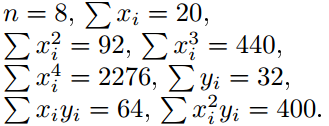 n = 8, ∑ xᵢ = 20,
∑ xᵢ² = 92, ∑ xᵢ³ = 440,
∑ xᵢ⁴ = 2276, ∑ yᵢ = 32,
∑ xᵢyᵢ = 64, ∑ xᵢ²yᵢ = 400.